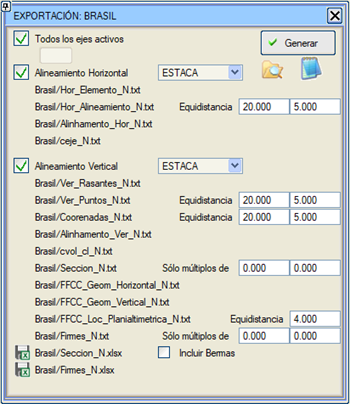 EXPORTACIÓN: BRASIL
Todos los ejes activos
Generar
Alineamiento Horizontal ESTACA
Brasil/Hor_Elemento_N.txt
Brasil/Hor_Alineamiento_N.txt Equidistancia 20.000 5.000
Brasil/Alinhamento_Hor_N.txt
Brasil/ceje_N.txt
Alineamiento Vertical ESTACA
Brasil/Ver_Rasantes_N.txt
Brasil/Ver_Puntos_N.txt Equidistancia 20.000 5.000
Brasil/Coorenadas_N.txt Equidistancia 20.000 5.000
Brasil/Alinhamento_Ver_N.txt
Brasil/cvol_cl_N.txt
Brasil/Seccion_N.txt Sólo múltiplos de 0.000 0.000
Brasil/FFCC_Geom_Horizontal_N.txt
Brasil/FFCC_Geom_Vertical_N.txt
Brasil/FFCC_Loc_Planialtimetrica_N.txt Equidistancia 4.000
Brasil/Firmes_N.txt Sólo múltiplos de 0.000 0.000
Brasil/Seccion_N.xlsx Incluir Bermas
Brasil/Firmes_N.xlsx